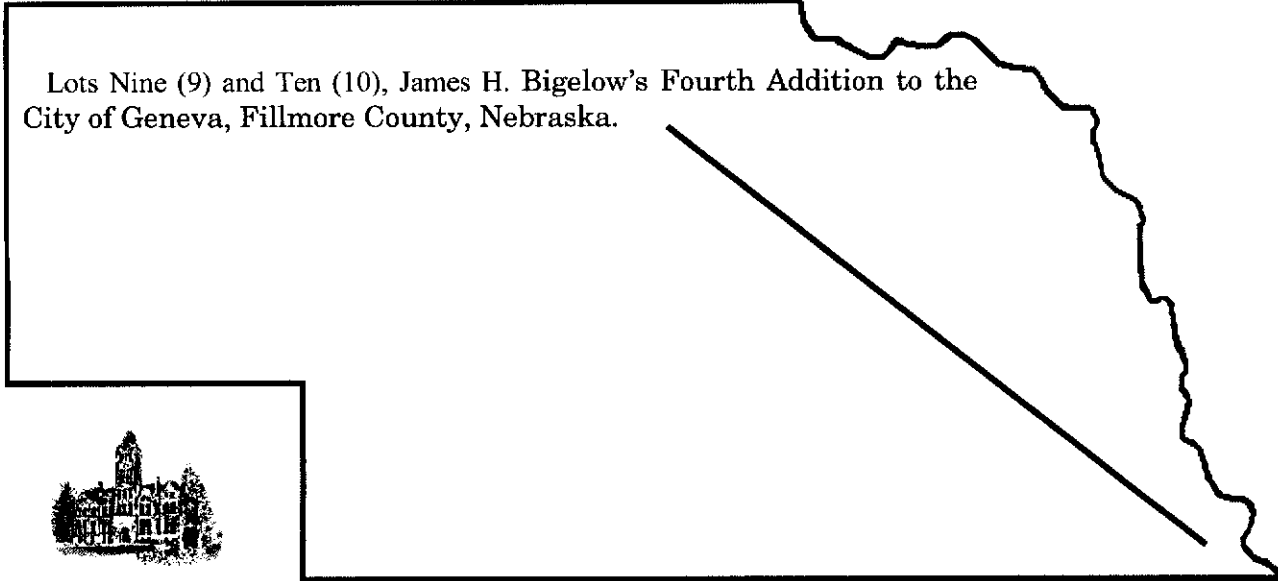 Lots Nine (9) and Ten (10), James H. Bigelow's Fourth Addition to the
City of Geneva, Fillmore County, Nebraska.